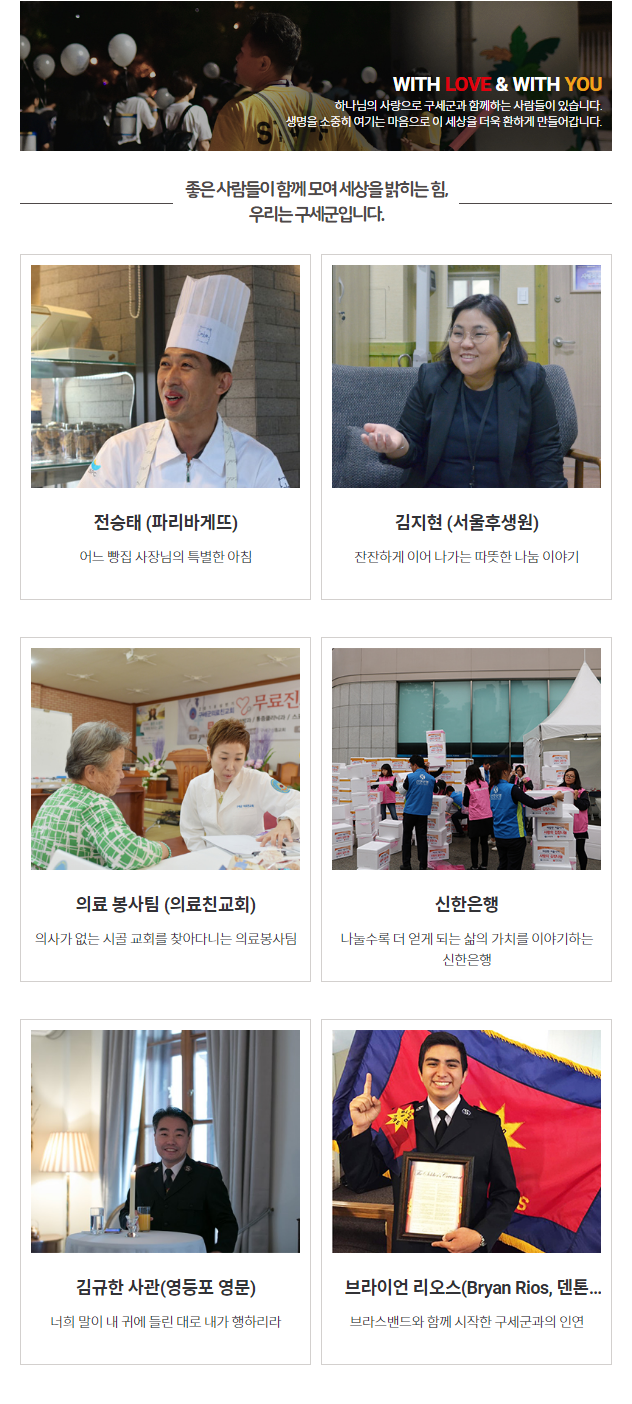 WITH LOVE & WITH YOU
하나님의 사랑으로 구세군과 함께하는 사람들이 있습니다.
생명을 소중히 여기는 마음으로 이 세상을 더욱 환하게 만들어갑니다.
좋은 사람들이 함께 모여 세상을 밝히는 힘,
우리는 구세군입니다.
전승태 (파리바게뜨)
어느 빵집 사장님의 특별한 아침
김지현 (서울후생원)
잔잔하게 이어 나가는 따뜻한 나눔 이야기
무료진
의료 봉사팀 (의료친교회)
의사가 없는 시골 교회를 찾아다니는 의료봉사팀
신한은행
나눌수록 더 얻게 되는 삶의 가치를 이야기하는
신한은행
김규한 사관(영등포 영문)
너희 말이 내 귀에 들린 대로 내가 행하리라
브라이언 리오스(Bryan Rios, 덴톤...
브라스밴드와 함께 시작한 구세군과의 인연